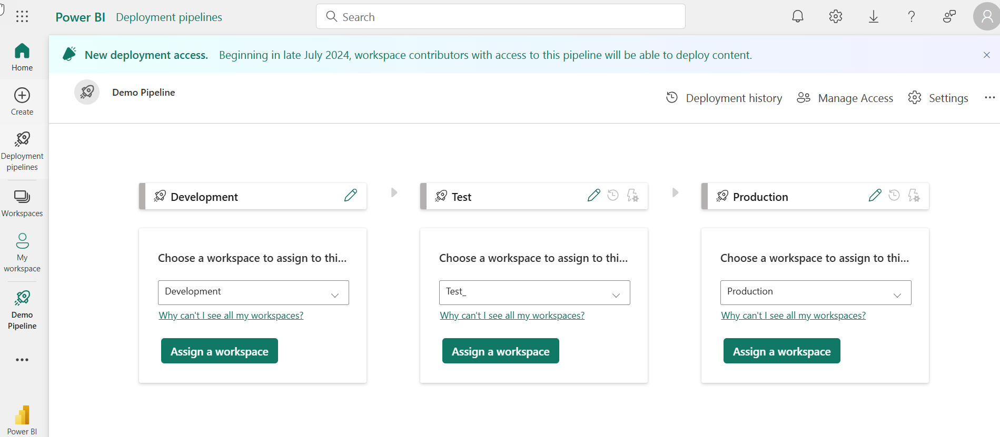 Power BI Deployment pipelines
Search
New deployment access. Beginning in late July 2024, workspace contributors with access to this pipeline will be able to deploy content.
Home
Create
Deployment
pipelines
Workspaces
My
workspace
Demo
Pipeline
Power BI
Demo Pipeline
Deployment history
Manage Access
Settings
Development
Choose a workspace to assign to thi...
Development
Why can't I see all my workspaces?
Assign a workspace
Test
Choose a workspace to assign to thi...
Test_
Why can't I see all my workspaces?
Assign a workspace
Production
Choose a workspace to assign to thi...
Production
Why can't I see all my workspaces?
Assign a workspace